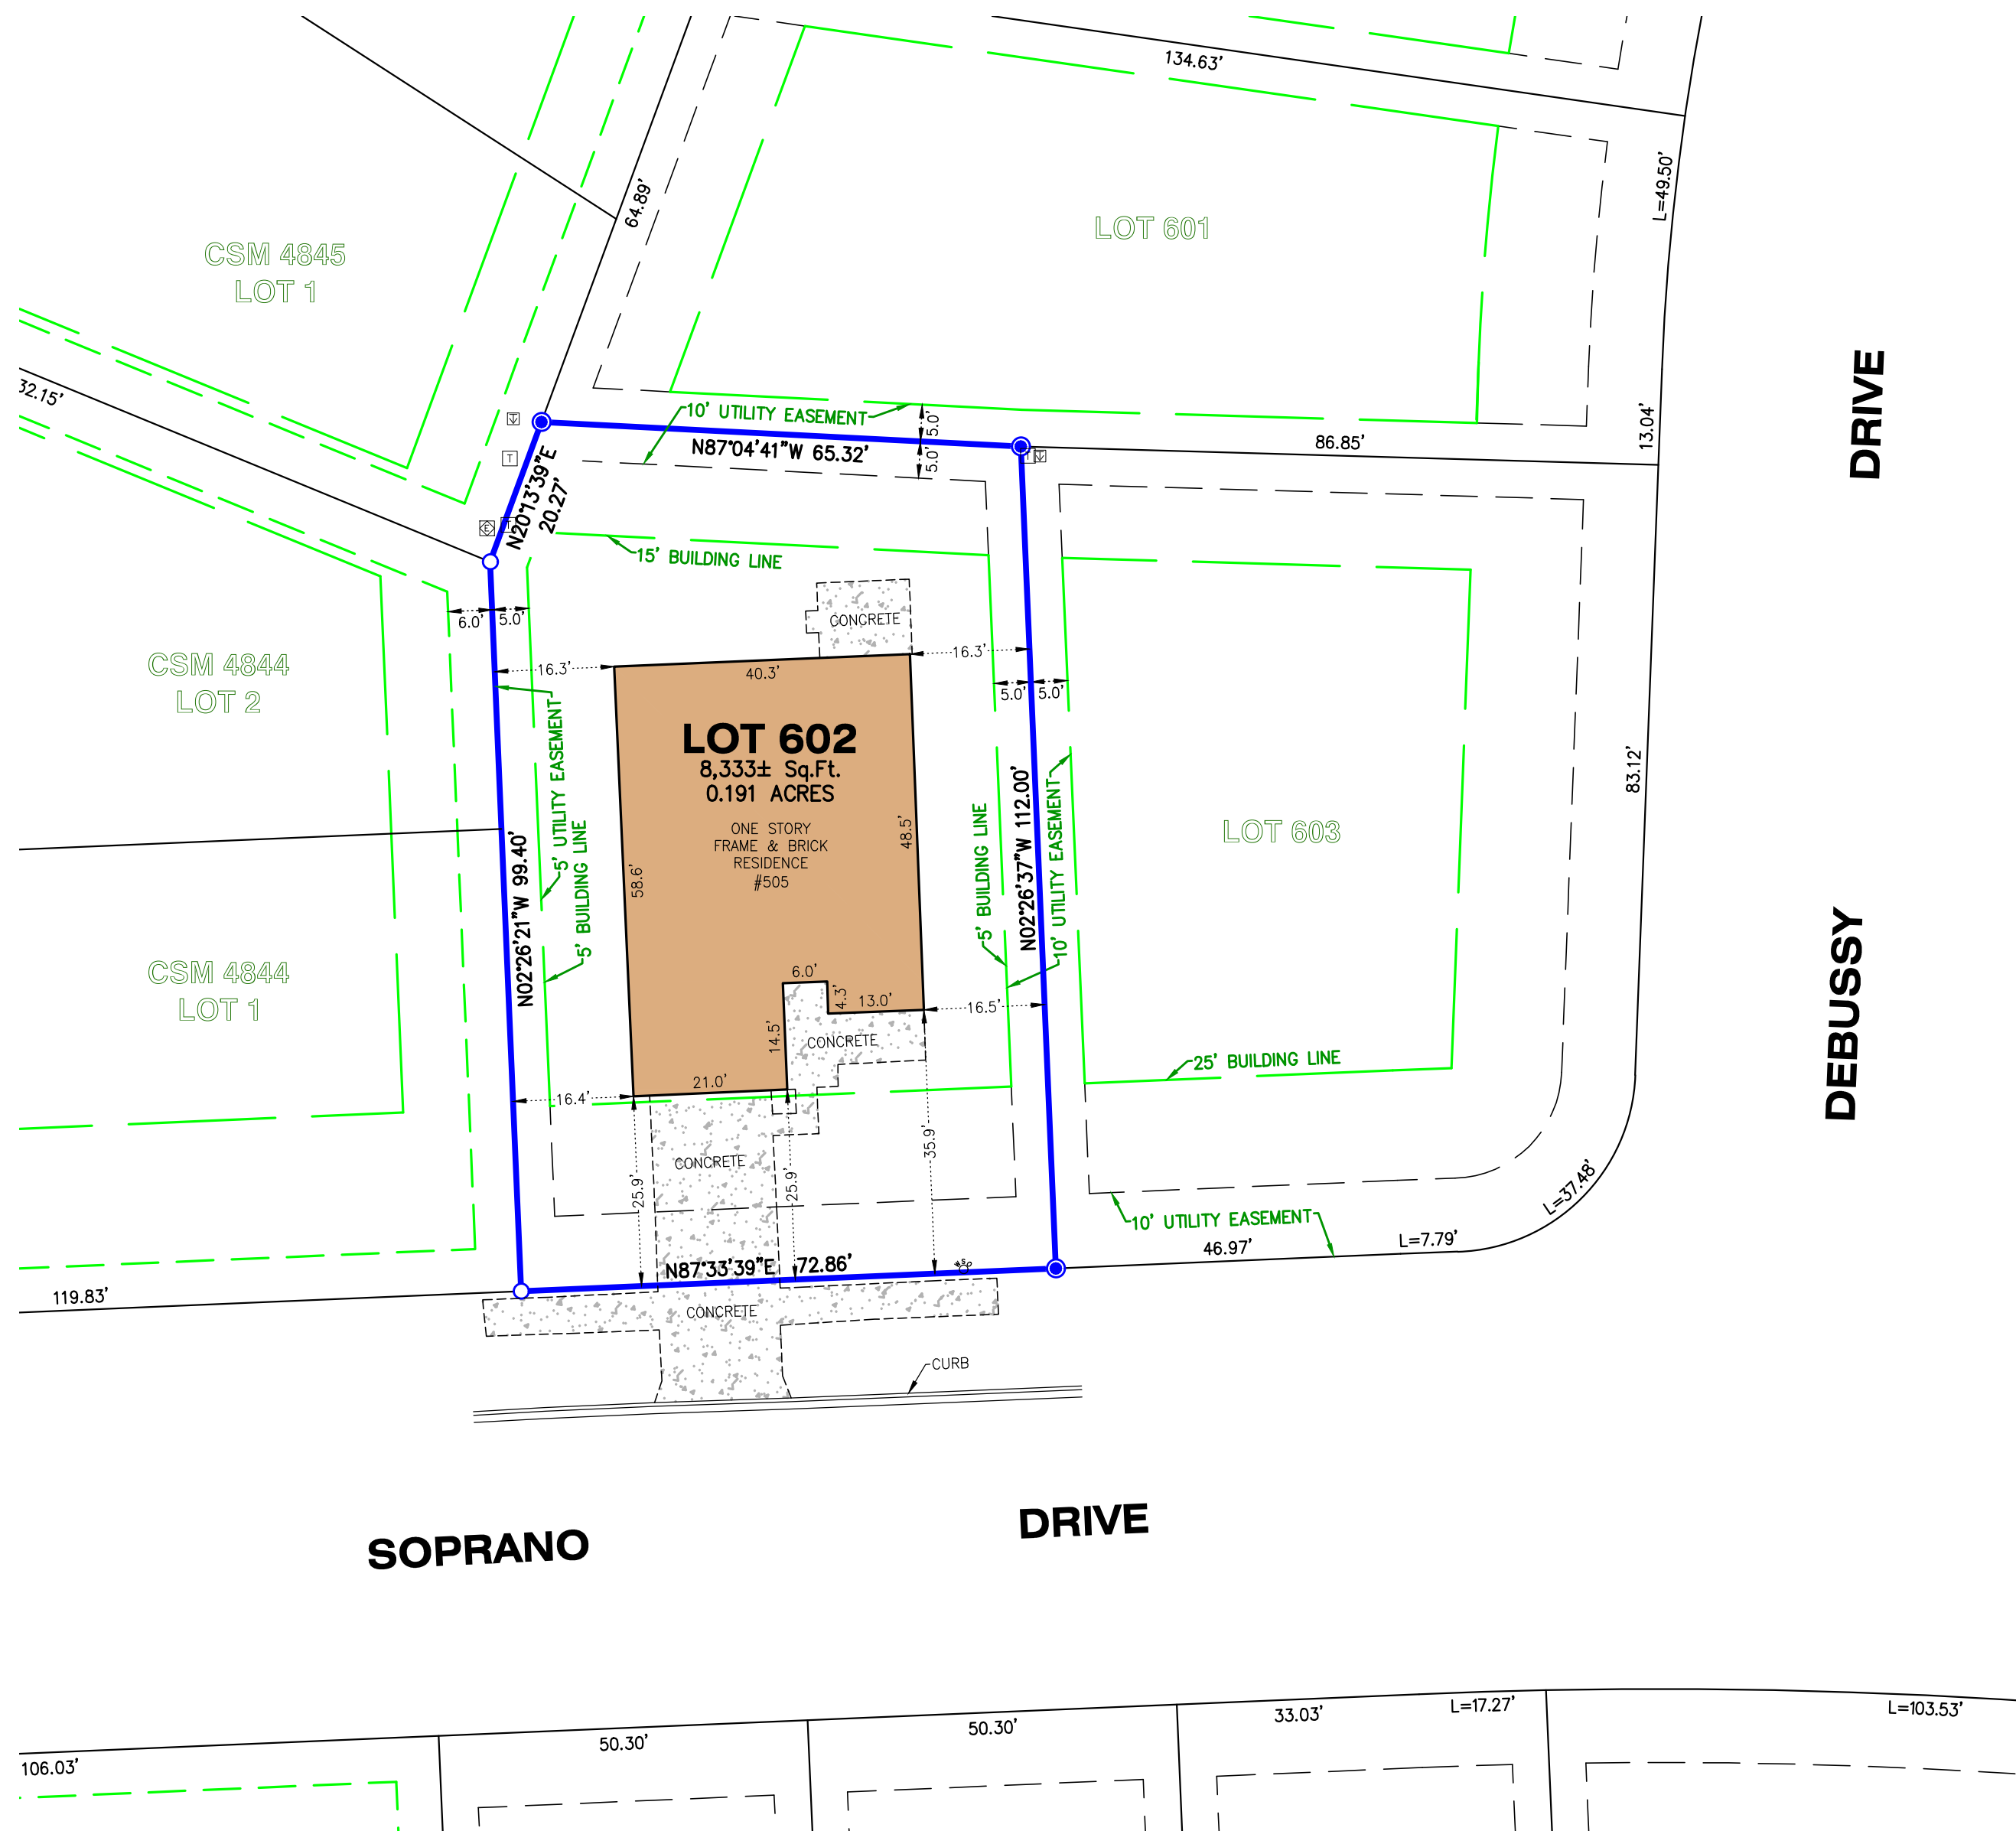 134.63'
L=49.50'
64.89'
LOT 601
CSM 4845
LOT 1
DRIVE
32.15'
10' UTILITY EASEMENT
5.0'
5.0'
13.04'
86.85'
N87°04'41"W 65.32'
T
T
E
N20°13'39"E
20.27'
15' BUILDING LINE
6.0'
5.0'
CONCRETE
16.3'
16.3'
40.3'
5.0'
5.0'
CSM 4844
LOT 2
LOT 602
8,333± Sq.Ft.
0.191 ACRES
ONE STORY
FRAME & BRICK
RESIDENCE
#505
58.6'
48.5'
5' UTILITY EASEMENT
5' BUILDING LINE
N02°26'21"W 99.40'
5' BUILDING LINE
N02°26'37"W 112.00'
10' UTILITY EASEMENT
LOT 603
83.12'
CSM 4844
LOT 1
DEBUSSY
6.0'
4.3'
13.0'
16.5'
14.5'
CONCRETE
25' BUILDING LINE
21.0'
16.4'
CONCRETE
25.9'
25.9'
35.9'
L=37.48'
10' UTILITY EASEMENT
46.97'
L=7.79'
N87°33'39"E
72.86'
119.83'
CONCRETE
CURB
SOPRANO
DRIVE
106.03'
50.30'
50.30'
33.03'
L=17.27'
L=103.53'